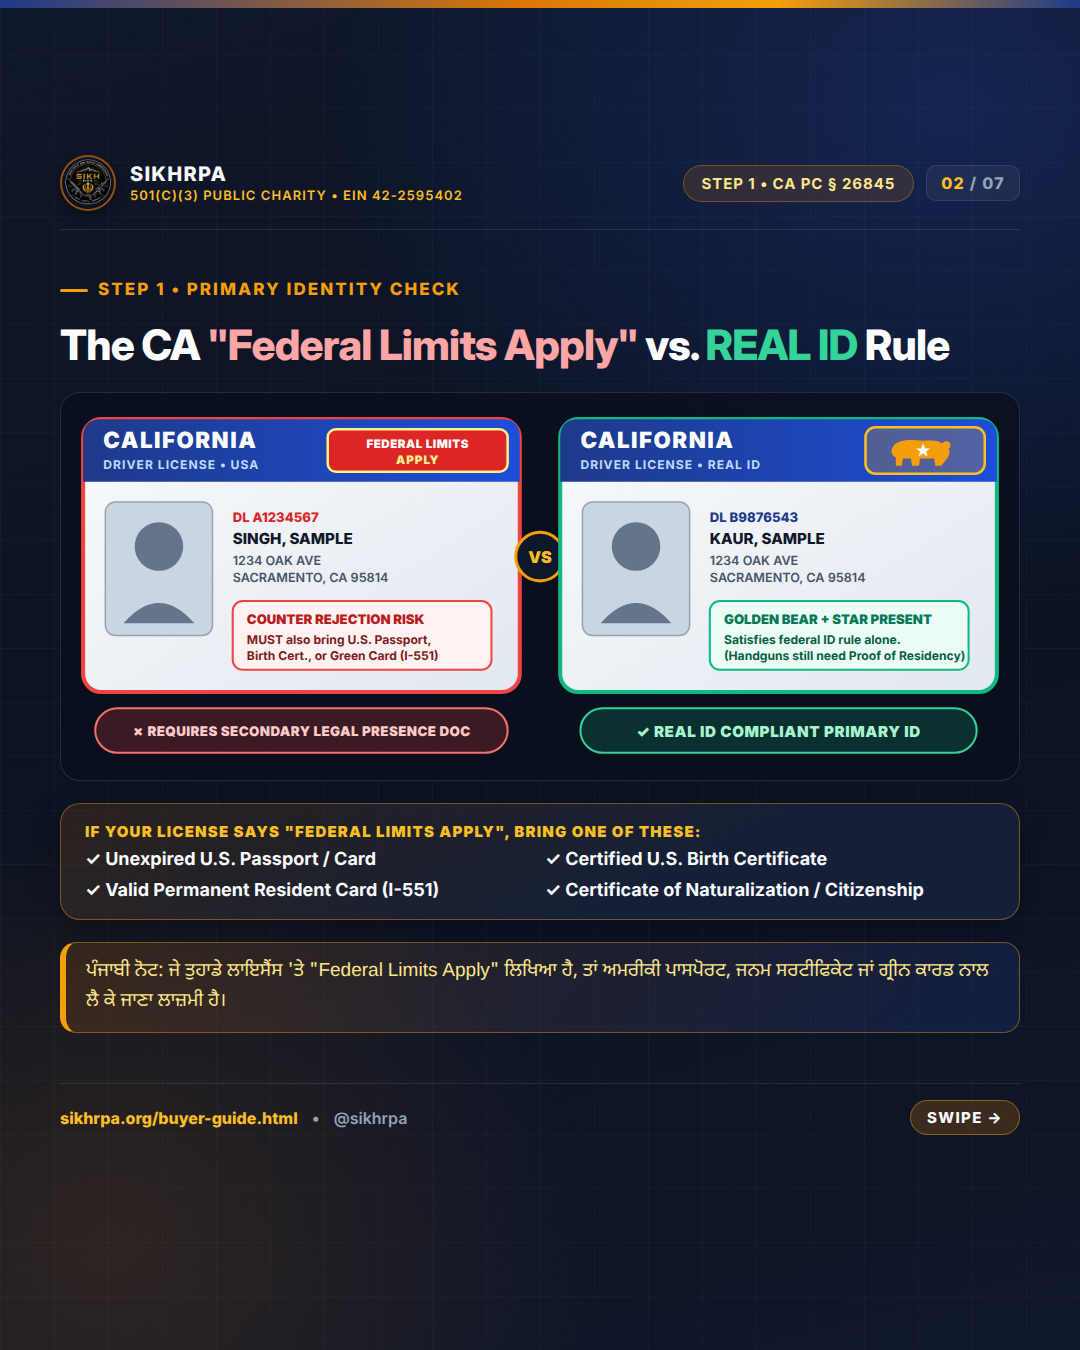 SIKH
SIKHRPA
501(C)(3) PUBLIC CHARITY • EIN 42-2595402
STEP 1 • CA PC § 26845
02 / 07
STEP 1 • PRIMARY IDENTITY CHECK
The CA "Federal Limits Apply" vs. REAL ID Rule
CALIFORNIA
DRIVER LICENSE • USA
FEDERAL LIMITS
APPLY
DL A1234567
SINGH, SAMPLE
1234 OAK AVE
SACRAMENTO, CA 95814
COUNTER REJECTION RISK
MUST also bring U.S. Passport,
Birth Cert., or Green Card (I-551)
✖ REQUIRES SECONDARY LEGAL PRESENCE DOC
VS
CALIFORNIA
DRIVER LICENSE • REAL ID
DL B9876543
KAUR, SAMPLE
1234 OAK AVE
SACRAMENTO, CA 95814
GOLDEN BEAR + STAR PRESENT
Satisfies federal ID rule alone.
(Handguns still need Proof of Residency)
✓ REAL ID COMPLIANT PRIMARY ID
IF YOUR LICENSE SAYS "FEDERAL LIMITS APPLY", BRING ONE OF THESE:
✓ Unexpired U.S. Passport / Card
✓ Certified U.S. Birth Certificate
✓ Valid Permanent Resident Card (I-551)
✓ Certificate of Naturalization / Citizenship
ਪੰਜਾਬੀ ਨੋਟ: ਜੇ ਤੁਹਾਡੇ ਲਾਇਸੈਂਸ 'ਤੇ "Federal Limits Apply" ਲਿਖਿਆ ਹੈ, ਤਾਂ ਅਮਰੀਕੀ ਪਾਸਪੋਰਟ, ਜਨਮ ਸਰਟੀਫਿਕੇਟ ਜਾਂ ਗ੍ਰੀਨ ਕਾਰਡ ਨਾਲ
ਲੈ ਕੇ ਜਾਣਾ ਲਾਜ਼ਮੀ ਹੈ।
sikhrpa.org/buyer-guide.html • @sikhrpa
SWIPE →